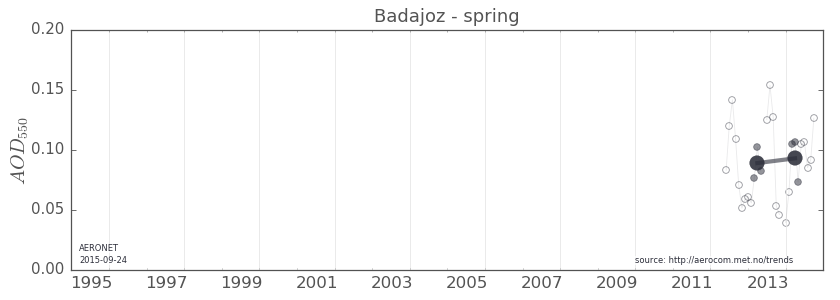 Badajoz - spring
0.20
0.15
0.10
0.05
0.00
AOD550
AERONET
2015-09-24
source: http://aerocom.met.no/trends
1995 1997 1999 2001 2003 2005 2007 2009 2011 2013